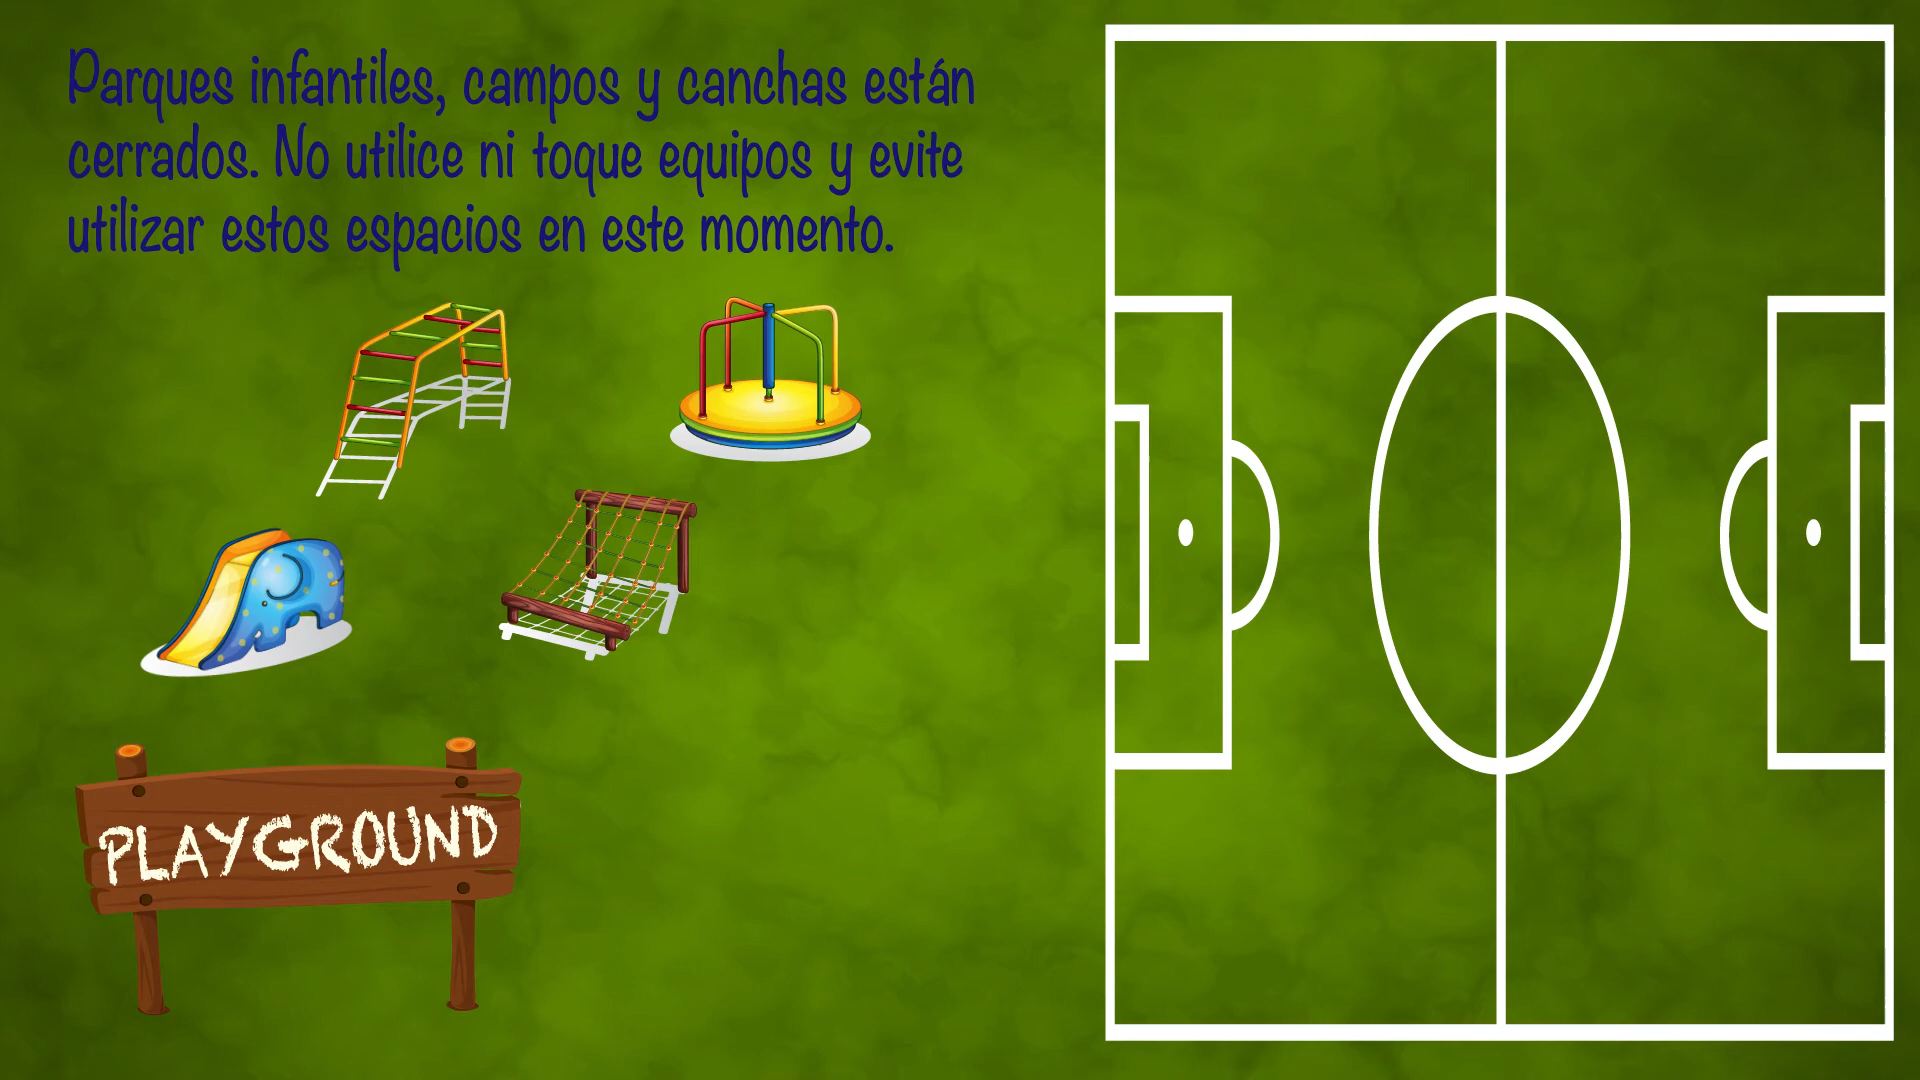 Parques infantiles, campos y canchas están
cerrados. No utilice ni toque equipos y evite
utilizar estos espacios en este momento.
PLAYGROUND